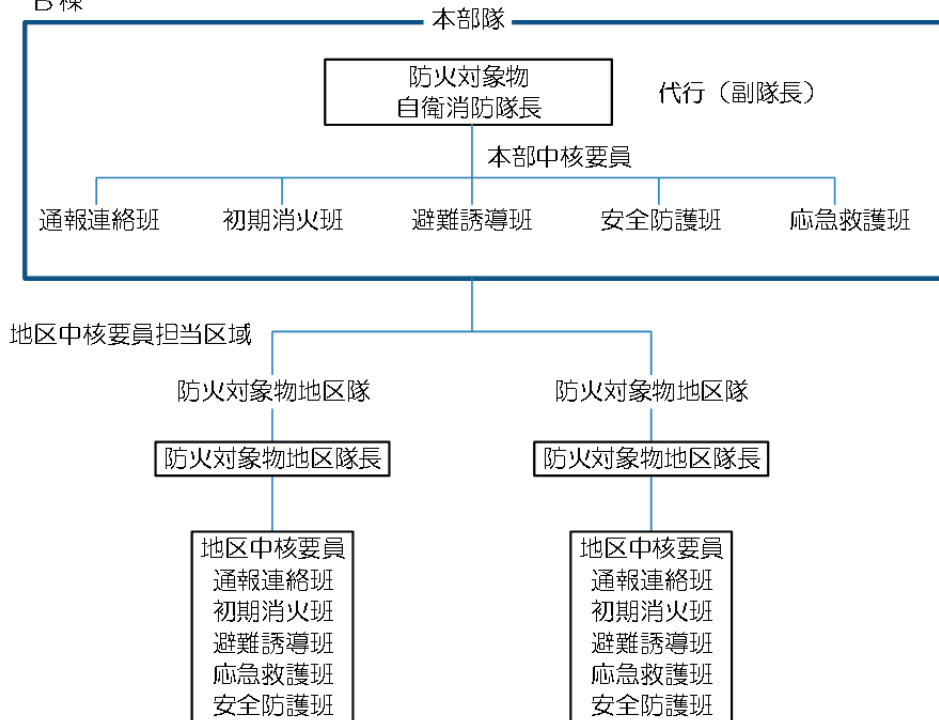 B棟
本部隊
防火対象物
自衛消防隊長
代行（副隊長）
本部中核要員
通報連絡班
初期消火班
避難誘導班
安全防護班
応急救護班
地区中核要員担当区域
防火対象物地区隊
防火対象物地区隊
防火対象物地区隊長
防火対象物地区隊長
地区中核要員
通報連絡班
初期消火班
避難誘導班
応急救護班
安全防護班
地区中核要員
通報連絡班
初期消火班
避難誘導班
応急救護班
安全防護班